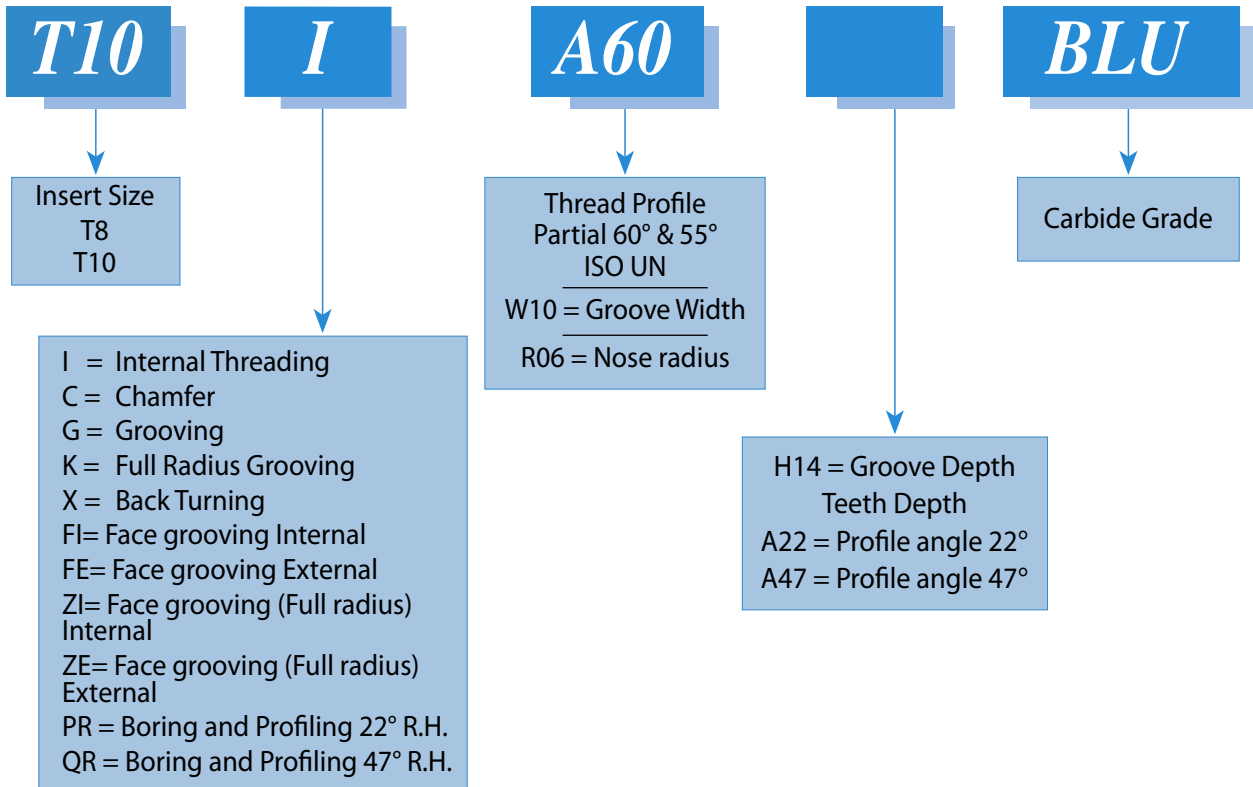 T10
I
A60
BLU
Insert Size
T8
T10
I = Internal Threading
C = Chamfer
G = Grooving
K = Full Radius Grooving
X = Back Turning
FI= Face grooving Internal
FE= Face grooving External
ZI= Face grooving (Full radius)
Internal
ZE= Face grooving (Full radius)
External
PR = Boring and Profiling 22° R.H.
QR = Boring and Profiling 47° R.H.
Thread Profile
Partial 60° & 55°
ISO UN
W10 = Groove Width
R06 = Nose radius
H14 = Groove Depth
Teeth Depth
A22 = Profile angle 22°
A47 = Profile angle 47°
Carbide Grade